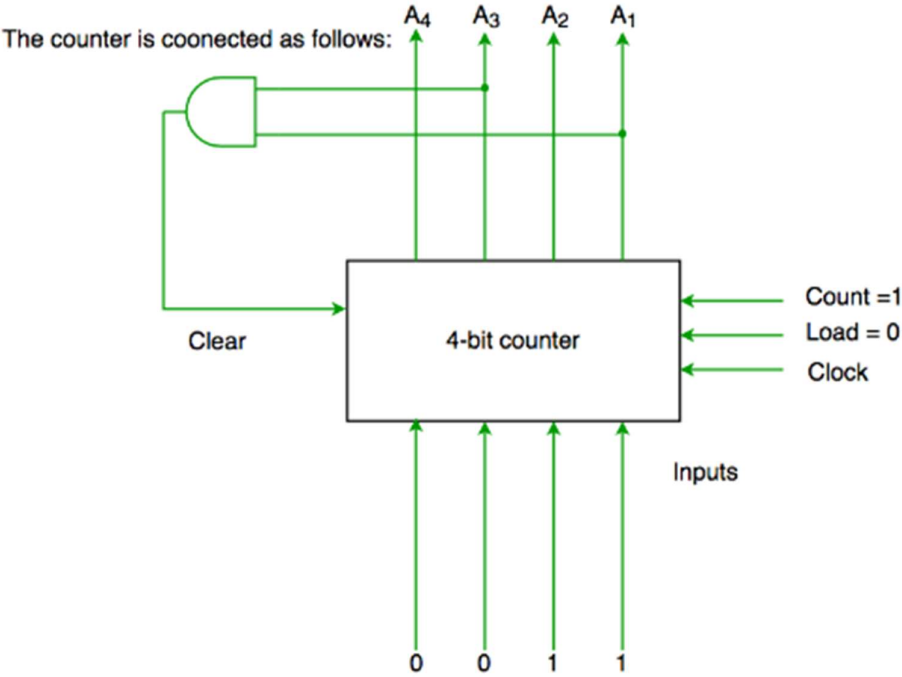 A4 A3 A2 A1
The counter is coonected as follows:
Count =1
Load = 0
Clear
4-bit counter
Clock
Inputs
0 0 1 1